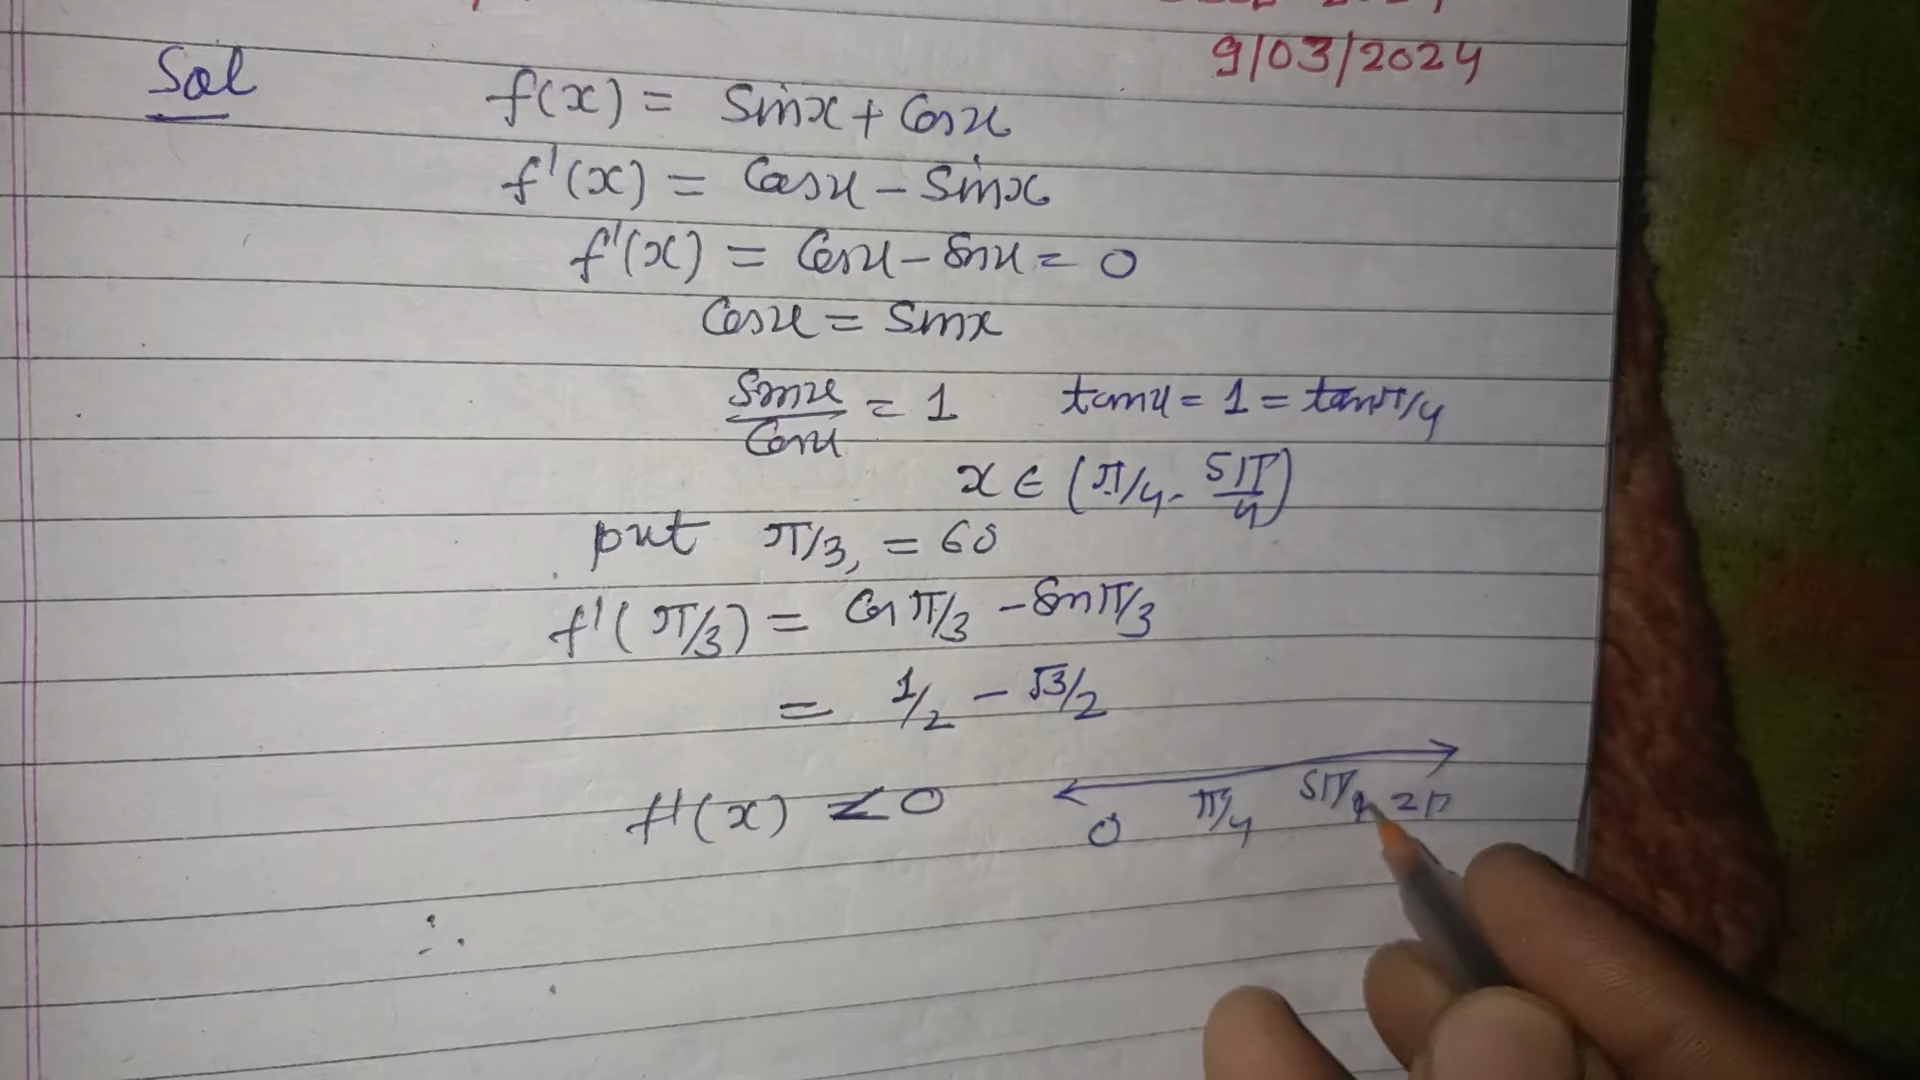 9/03/2024
Sol f(x) = Sinx + Cosx
f'(x) = Cosx - Sinx
f'(x) = Cosx - Sinx = 0
Cosx = Sinx
Sinx/Cosx = 1 tanx = 1 = tanπ/4
x ∈ (π/4, 5π/4)
put π/3, = 60
f'(π/3) = Cosπ/3 - Sinπ/3
= 1/2 - √3/2
f'(x) < 0
0 π/4 5π/4 2π
∴